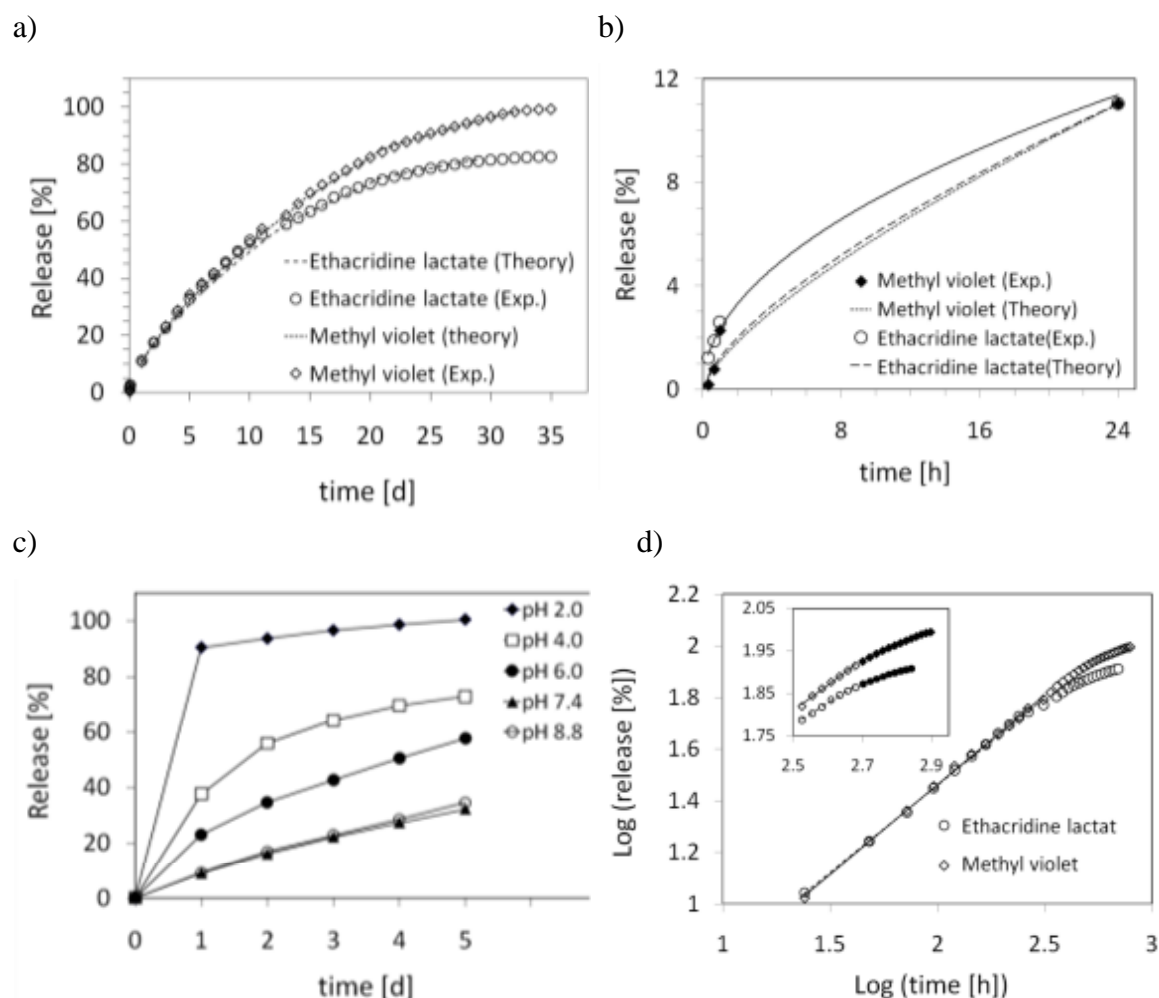 a)
Release [%]
100
80
60
40
20
0
Ethacridine lactate (Theory)
Ethacridine lactate (Exp.)
Methyl violet (theory)
Methyl violet (Exp.)
0 5 10 15 20 25 30 35
time [d]
b)
Release [%]
12
8
4
0
Methyl violet (Exp.)
Methyl violet (Theory)
Ethacridine lactate(Exp.)
Ethacridine lactate(Theory)
0 8 16 24
time [h]
c)
Release [%]
100
80
60
40
20
0
pH 2.0
pH 4.0
pH 6.0
pH 7.4
pH 8.8
0 1 2 3 4 5
time [d]
d)
Log (release [%])
2.2
2
1.8
1.6
1.4
1.2
1
2.05
1.95
1.85
1.75
2.5 2.7 2.9
Ethacridine lactat
Methyl violet
1 1.5 2 2.5 3
Log (time [h])